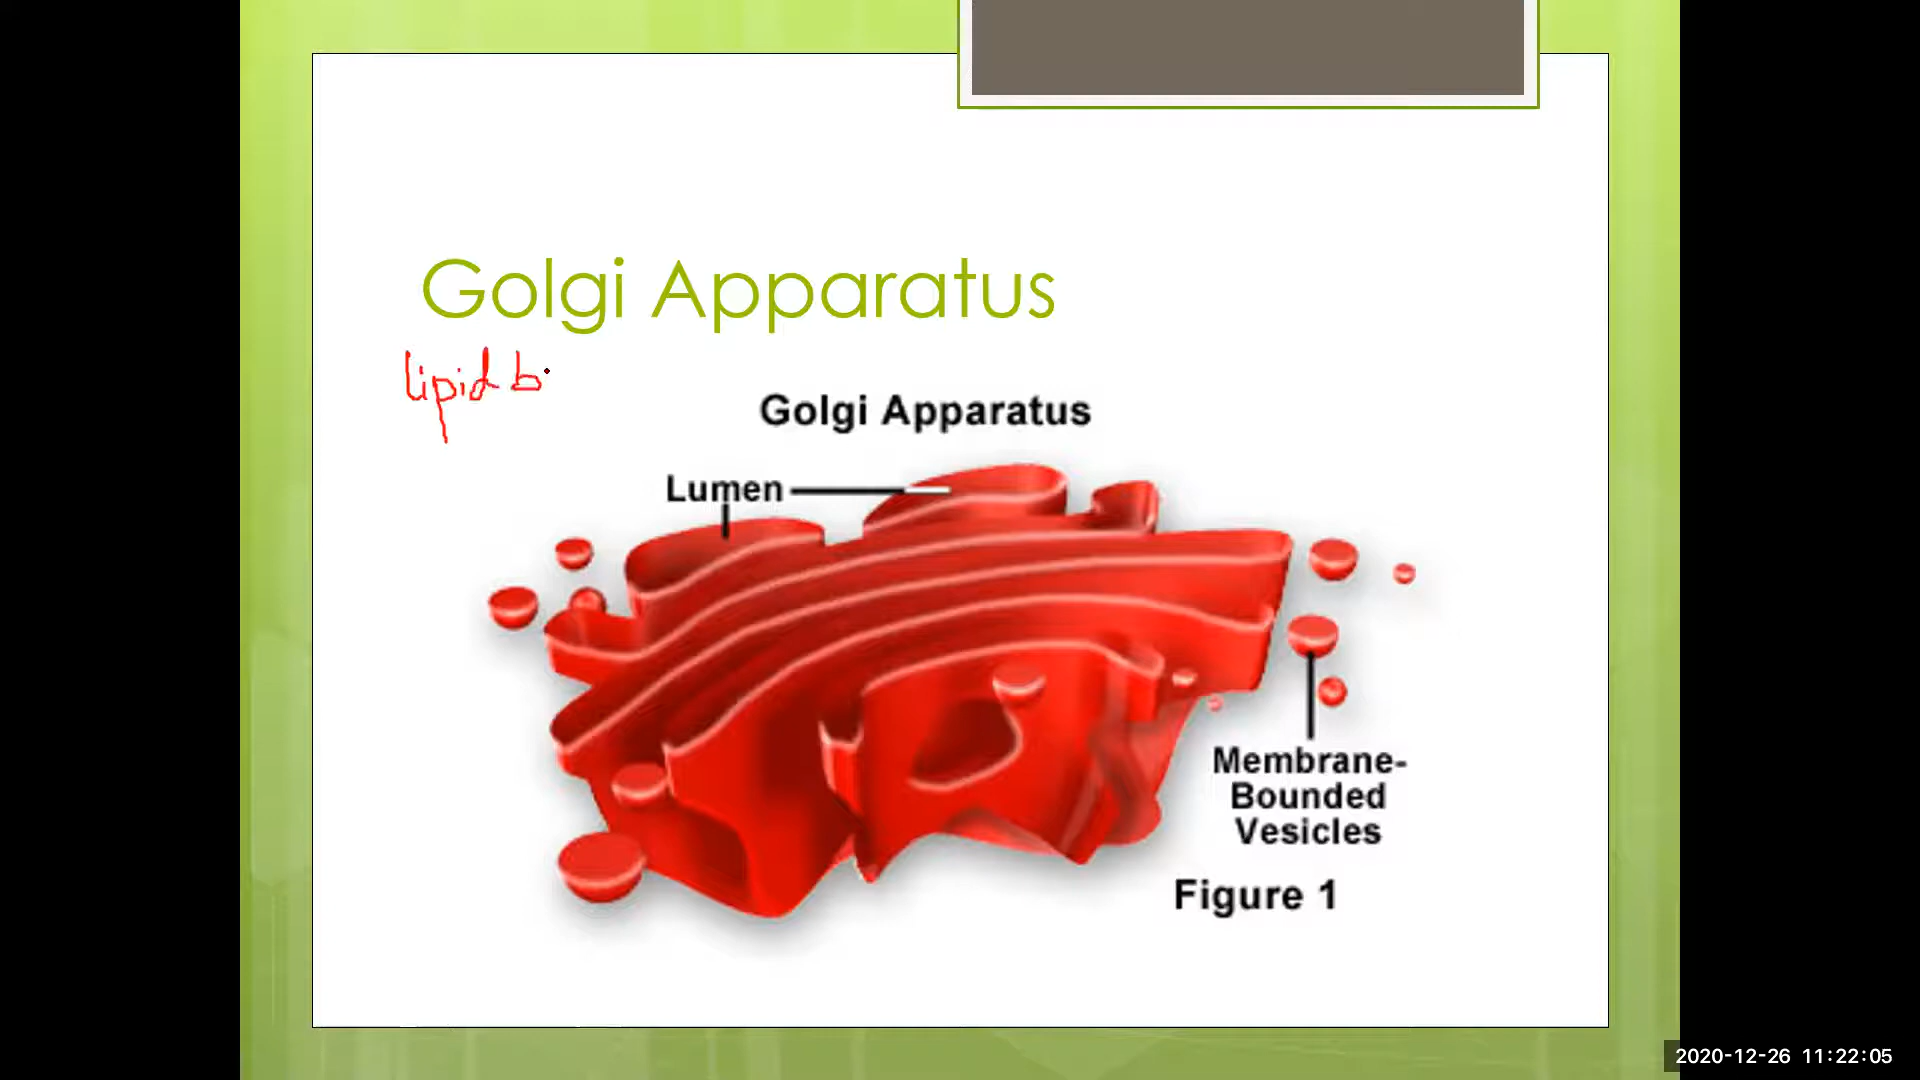 Golgi Apparatus
lipid b
Golgi Apparatus
Lumen
Membrane-
Bounded
Vesicles
Figure 1
2020-12-26 11:22:05